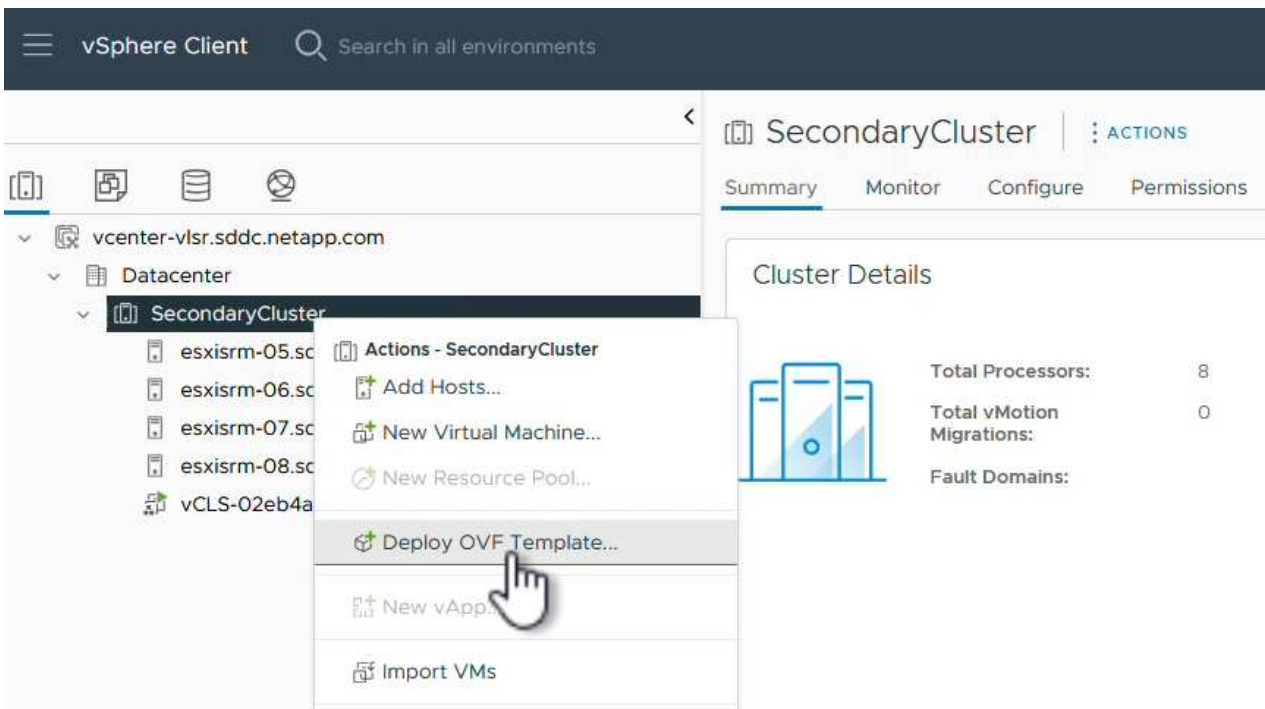 vSphere Client
Search in all environments
SecondaryCluster
ACTIONS
Summary Monitor Configure Permissions
vcenter-vlsr.sddc.netapp.com
Datacenter
SecondaryCluster
esxisrm-05.sc
esxisrm-06.sc
esxisrm-07.sc
esxisrm-08.sc
vCLS-02eb4a
Actions - SecondaryCluster
Add Hosts...
New Virtual Machine...
New Resource Pool...
Deploy OVF Template...
New vApp...
Import VMs
Cluster Details
Total Processors: 8
Total vMotion 0
Migrations:
Fault Domains: